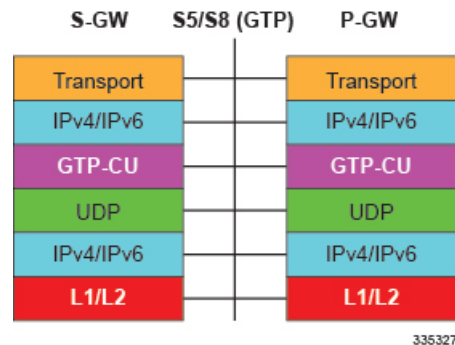 S-GW S5/S8 (GTP) P-GW
Transport Transport
IPv4/IPv6 IPv4/IPv6
GTP-CU GTP-CU
UDP UDP
IPv4/IPv6 IPv4/IPv6
L1/L2 L1/L2
335327